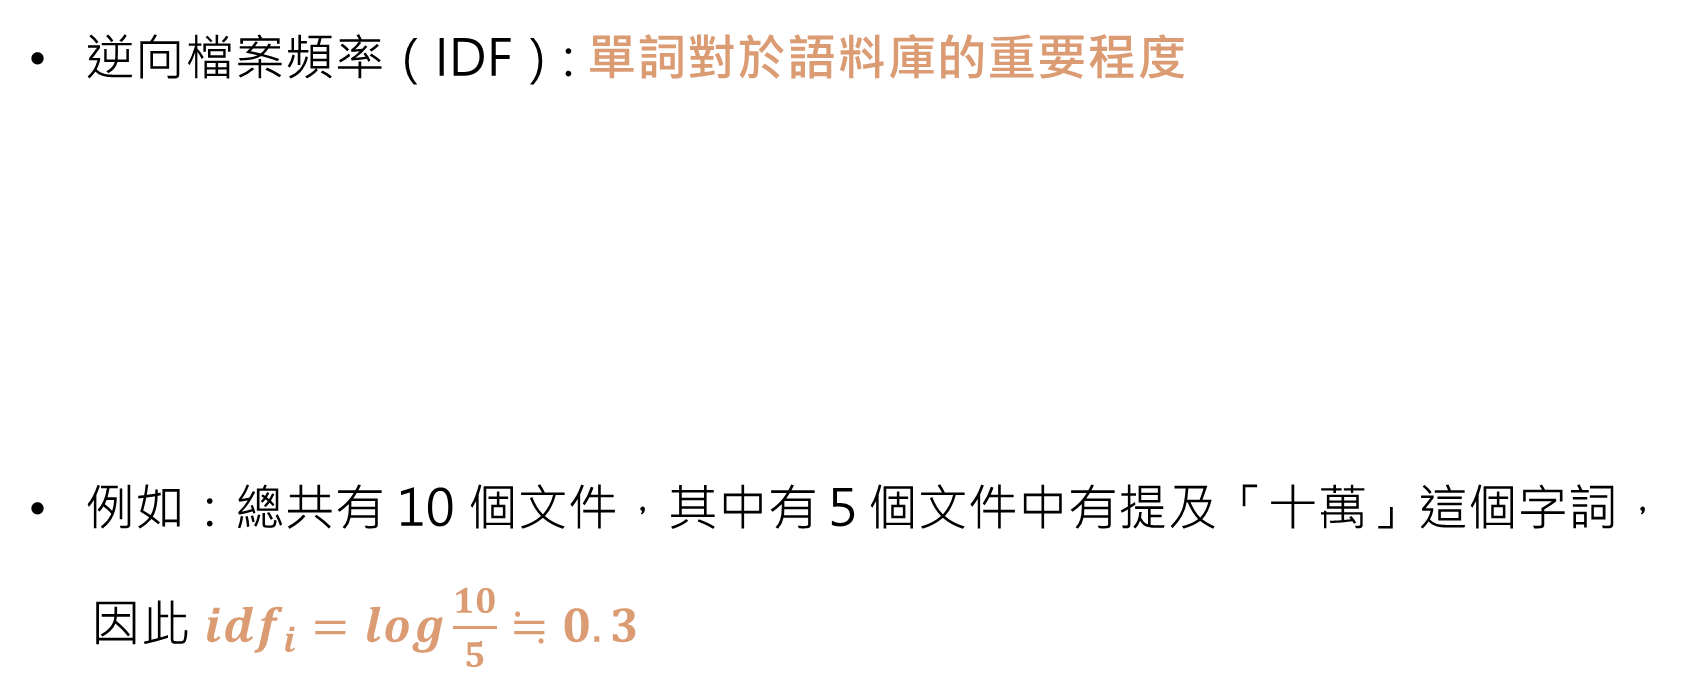 • 逆向檔案頻率（IDF）: 單詞對於語料庫的重要程度
• 例如：總共有 10 個文件，其中有 5 個文件中有提及「十萬」這個字詞，
因此 idfᵢ = log 10/5 ≒ 0.3